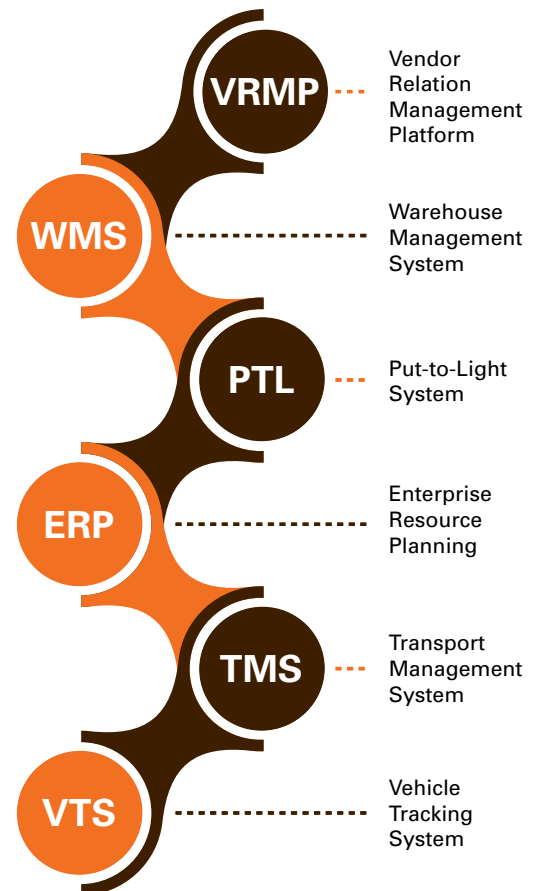 VRMP
Vendor
Relation
Management
Platform
WMS
Warehouse
Management
System
PTL
Put-to-Light
System
ERP
Enterprise
Resource
Planning
TMS
Transport
Management
System
VTS
Vehicle
Tracking
System